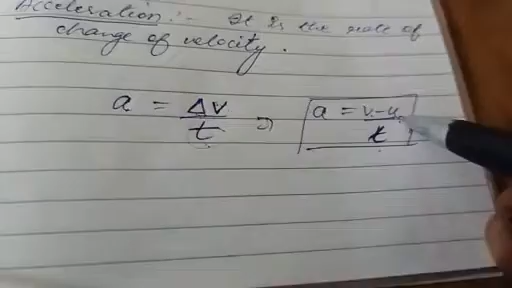 Acceleration :- It is the rate of
change of velocity.
a = Δv/t ⇒ a = v-u/t